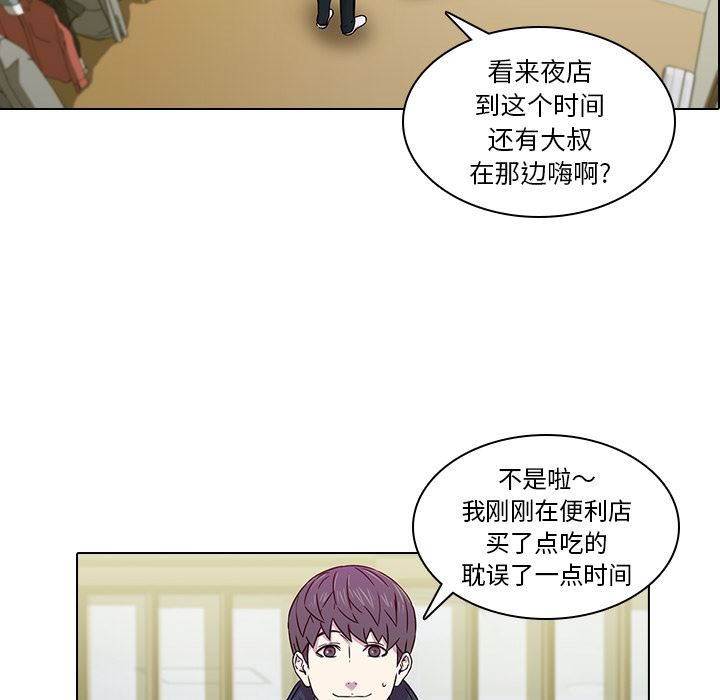 看来夜店
到这个时间
还有大叔
在那边嗨啊?
不是啦～
我刚刚在便利店
买了点吃的
耽误了一点时间